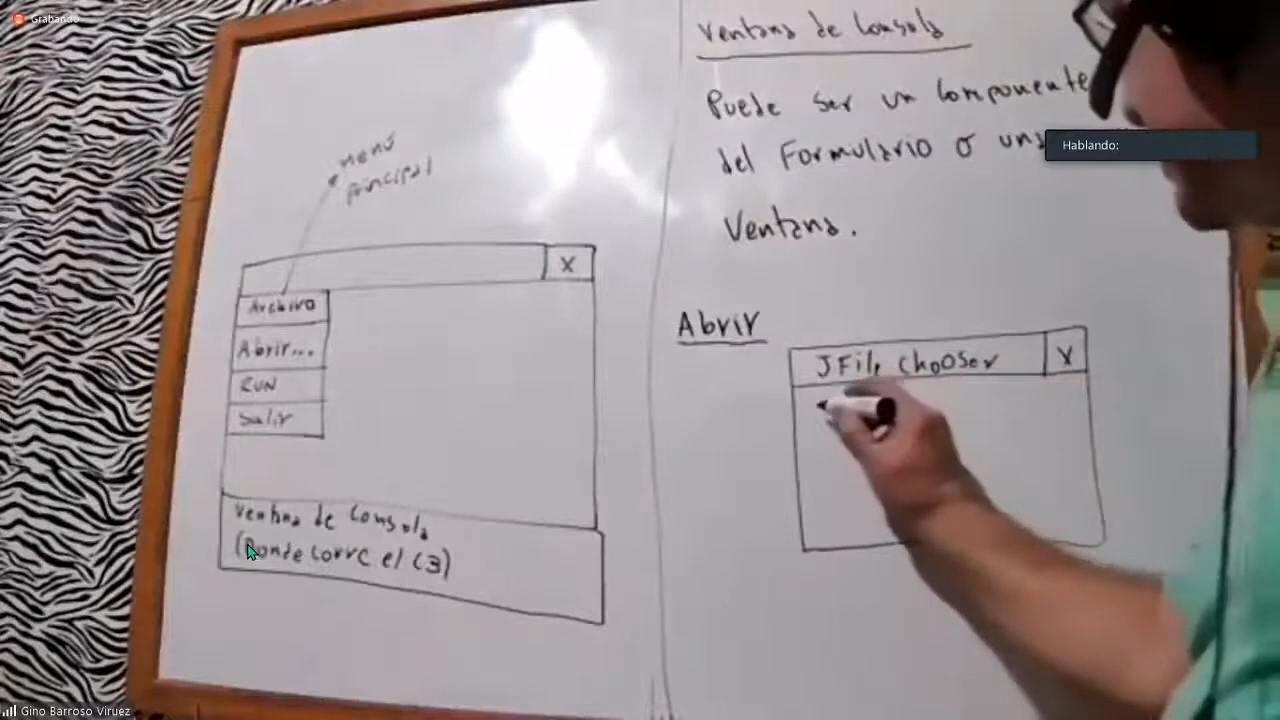 Grabando
menú
principal
X
Archivo
Abrir...
RUN
Salir
Ventana de Consola
(Donde corre el C3)
Ventana de Consola
Puede ser un componente
del Formulario o una
Ventana.
Hablando:
Abrir
JFile chooser
X
Gino Barroso Viruez